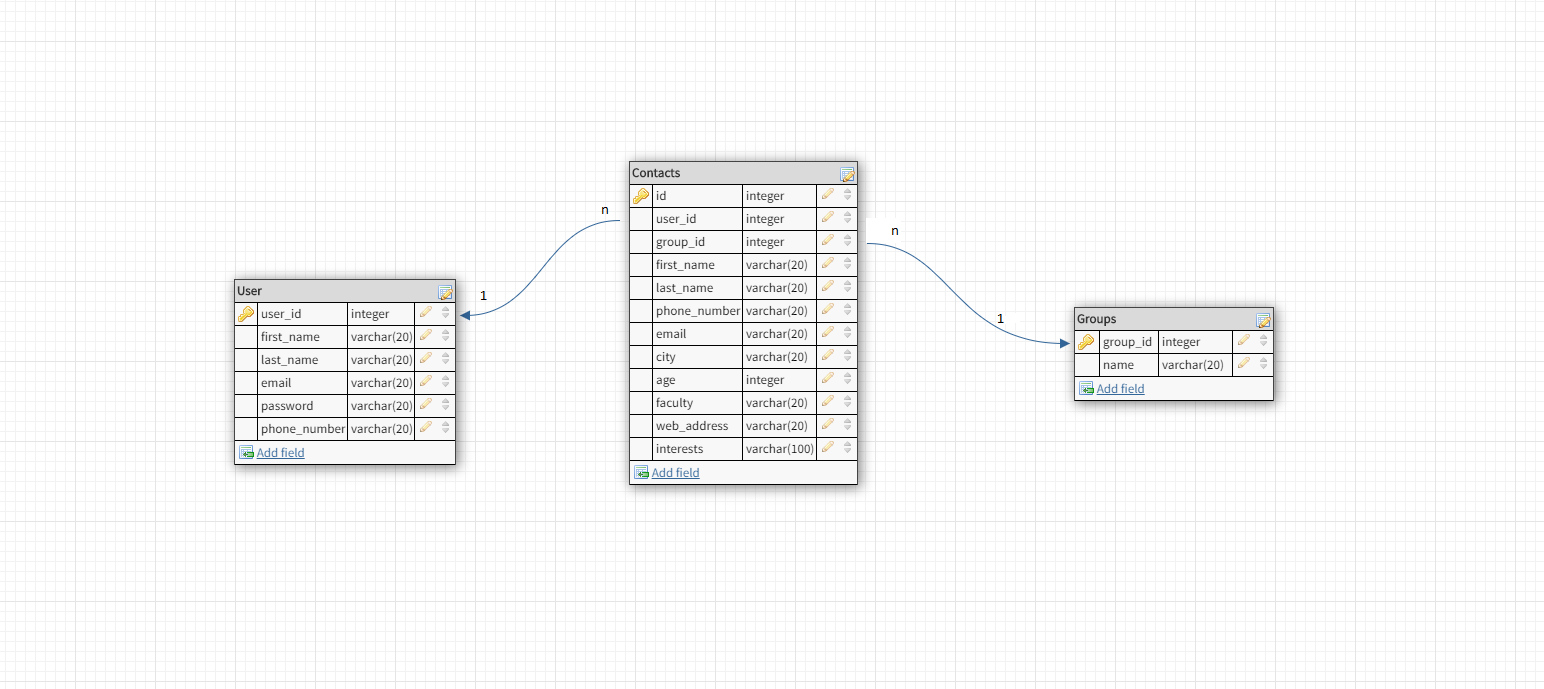 Contacts
id integer
user_id integer
group_id integer
first_name varchar(20)
last_name varchar(20)
phone_number varchar(20)
email varchar(20)
city varchar(20)
age integer
faculty varchar(20)
web_address varchar(20)
interests varchar(100)
Add field
n
1
User
user_id integer
first_name varchar(20)
last_name varchar(20)
email varchar(20)
password varchar(20)
phone_number varchar(20)
Add field
n
1
Groups
group_id integer
name varchar(20)
Add field